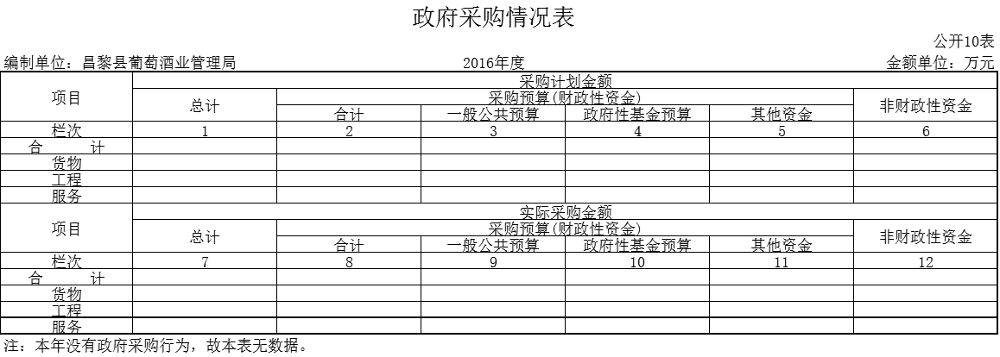 政府采购情况表
公开10表
编制单位：昌黎县葡萄酒业管理局 2016年度 金额单位：万元
项目 采购计划金额
总计 采购预算(财政性资金) 非财政性资金
合计 一般公共预算 政府性基金预算 其他资金
栏次 1 2 3 4 5 6
合 计
货物
工程
服务
项目 实际采购金额
总计 采购预算(财政性资金) 非财政性资金
合计 一般公共预算 政府性基金预算 其他资金
栏次 7 8 9 10 11 12
合 计
货物
工程
服务
注：本年没有政府采购行为，故本表无数据。